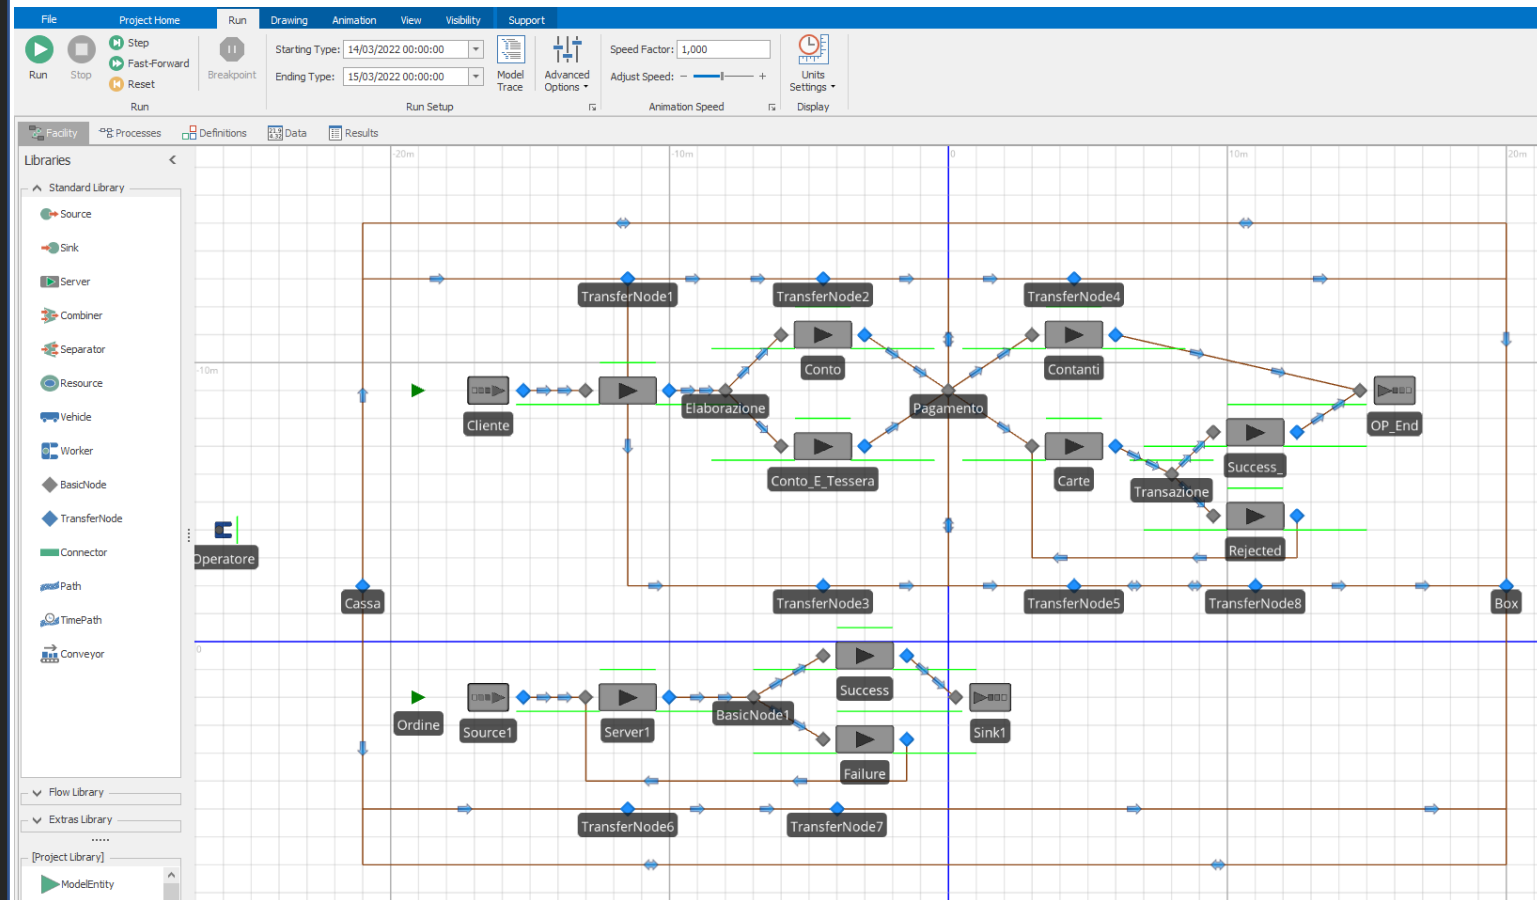 File Project Home Run Drawing Animation View Visibility Support
Run
Stop
Step
Fast-Forward
Reset
Run
Breakpoint
Starting Type: 14/03/2022 00:00:00
Ending Type: 15/03/2022 00:00:00
Model
Trace
Advanced
Options
Run Setup
Speed Factor: 1,000
Adjust Speed: − +
Animation Speed
Units
Settings
Display
Facility Processes Definitions Data Results
Libraries
Standard Library
Source
Sink
Server
Combiner
Separator
Resource
Vehicle
Worker
BasicNode
TransferNode
Connector
Path
TimePath
Conveyor
Flow Library
Extras Library
[Project Library]
ModelEntity
-20m -10m 0 10m 20m
TransferNode1 TransferNode2 TransferNode4
-10m
Conto Contanti
Cliente Elaborazione Pagamento OP_End
Conto_E_Tessera Carte Success_
Transazione
Rejected
Operatore
Cassa TransferNode3 TransferNode5 TransferNode8 Box
0
Success
Ordine Source1 Server1 BasicNode1 Sink1
Failure
TransferNode6 TransferNode7